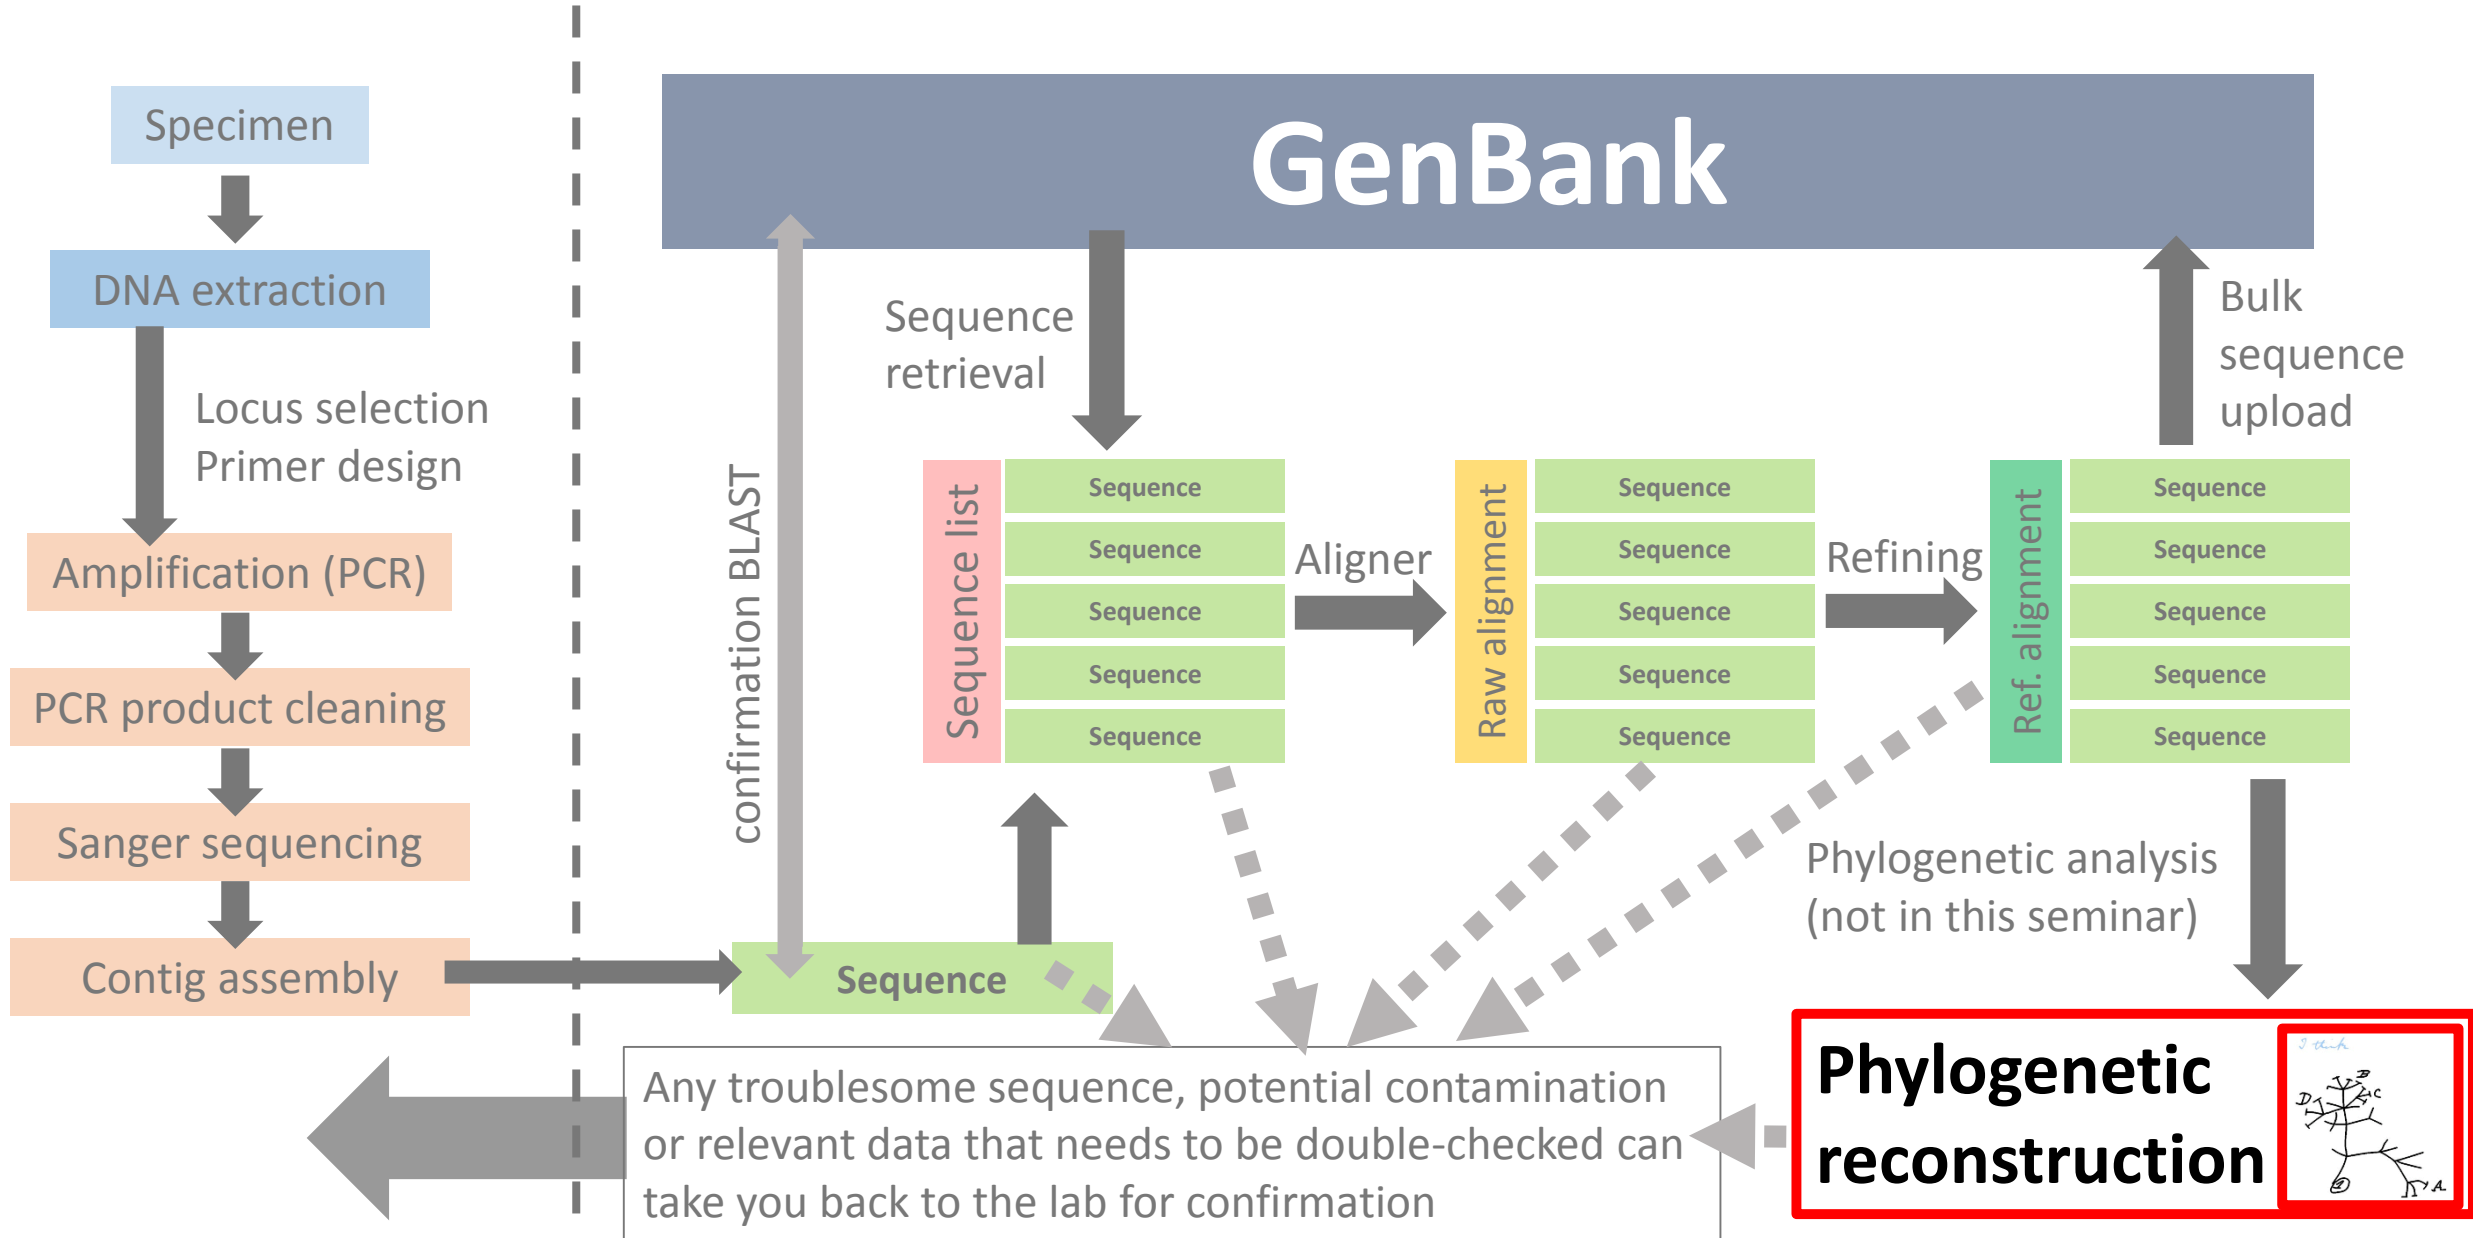 Specimen
DNA extraction
Locus selection
Primer design
Amplification (PCR)
PCR product cleaning
Sanger sequencing
Contig assembly
GenBank
confirmation BLAST
Sequence
retrieval
Sequence list
Sequence
Sequence
Sequence
Sequence
Sequence
Aligner
Raw alignment
Sequence
Sequence
Sequence
Sequence
Sequence
Refining
Ref. alignment
Sequence
Sequence
Sequence
Sequence
Sequence
Bulk
sequence
upload
Sequence
Phylogenetic analysis
(not in this seminar)
Any troublesome sequence, potential contamination
or relevant data that needs to be double-checked can
take you back to the lab for confirmation
Phylogenetic
reconstruction
I think
B
D
C
A
1